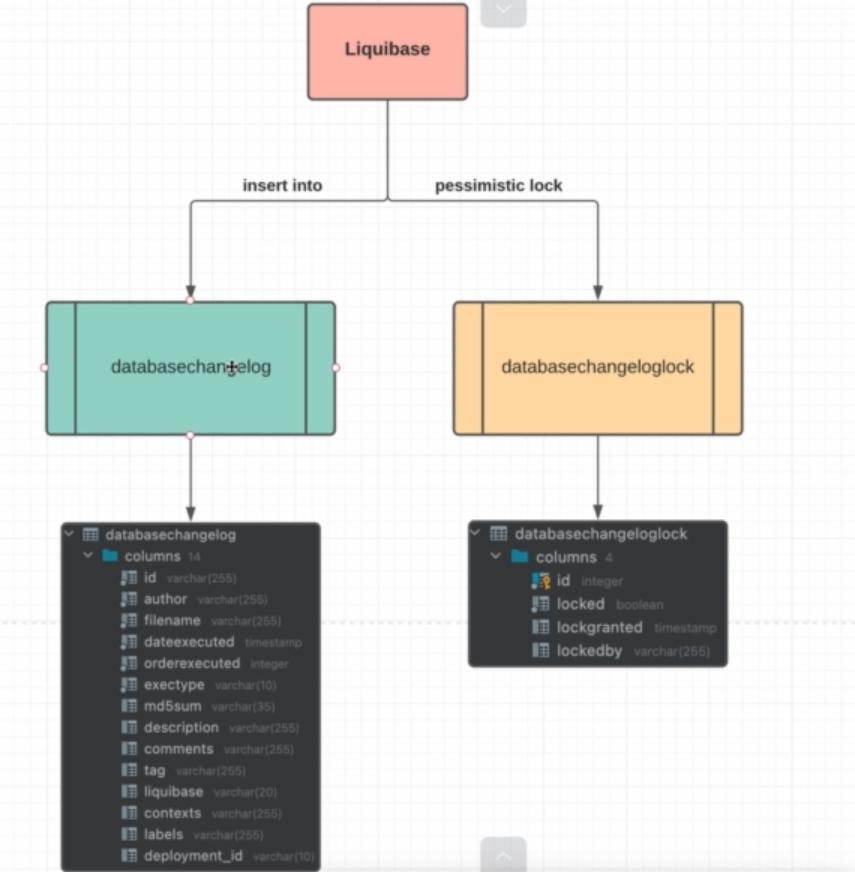 Liquibase
insert into
pessimistic lock
databasechangelog
databasechangeloglock
databasechangelog
columns 14
id varchar(255)
author varchar(255)
filename varchar(255)
dateexecuted timestamp
orderexecuted integer
exectype varchar(10)
md5sum varchar(35)
description varchar(255)
comments varchar(255)
tag varchar(255)
liquibase varchar(20)
contexts varchar(255)
labels varchar(255)
deployment_id varchar(10)
databasechangeloglock
columns 4
id integer
locked boolean
lockgranted timestamp
lockedby varchar(255)